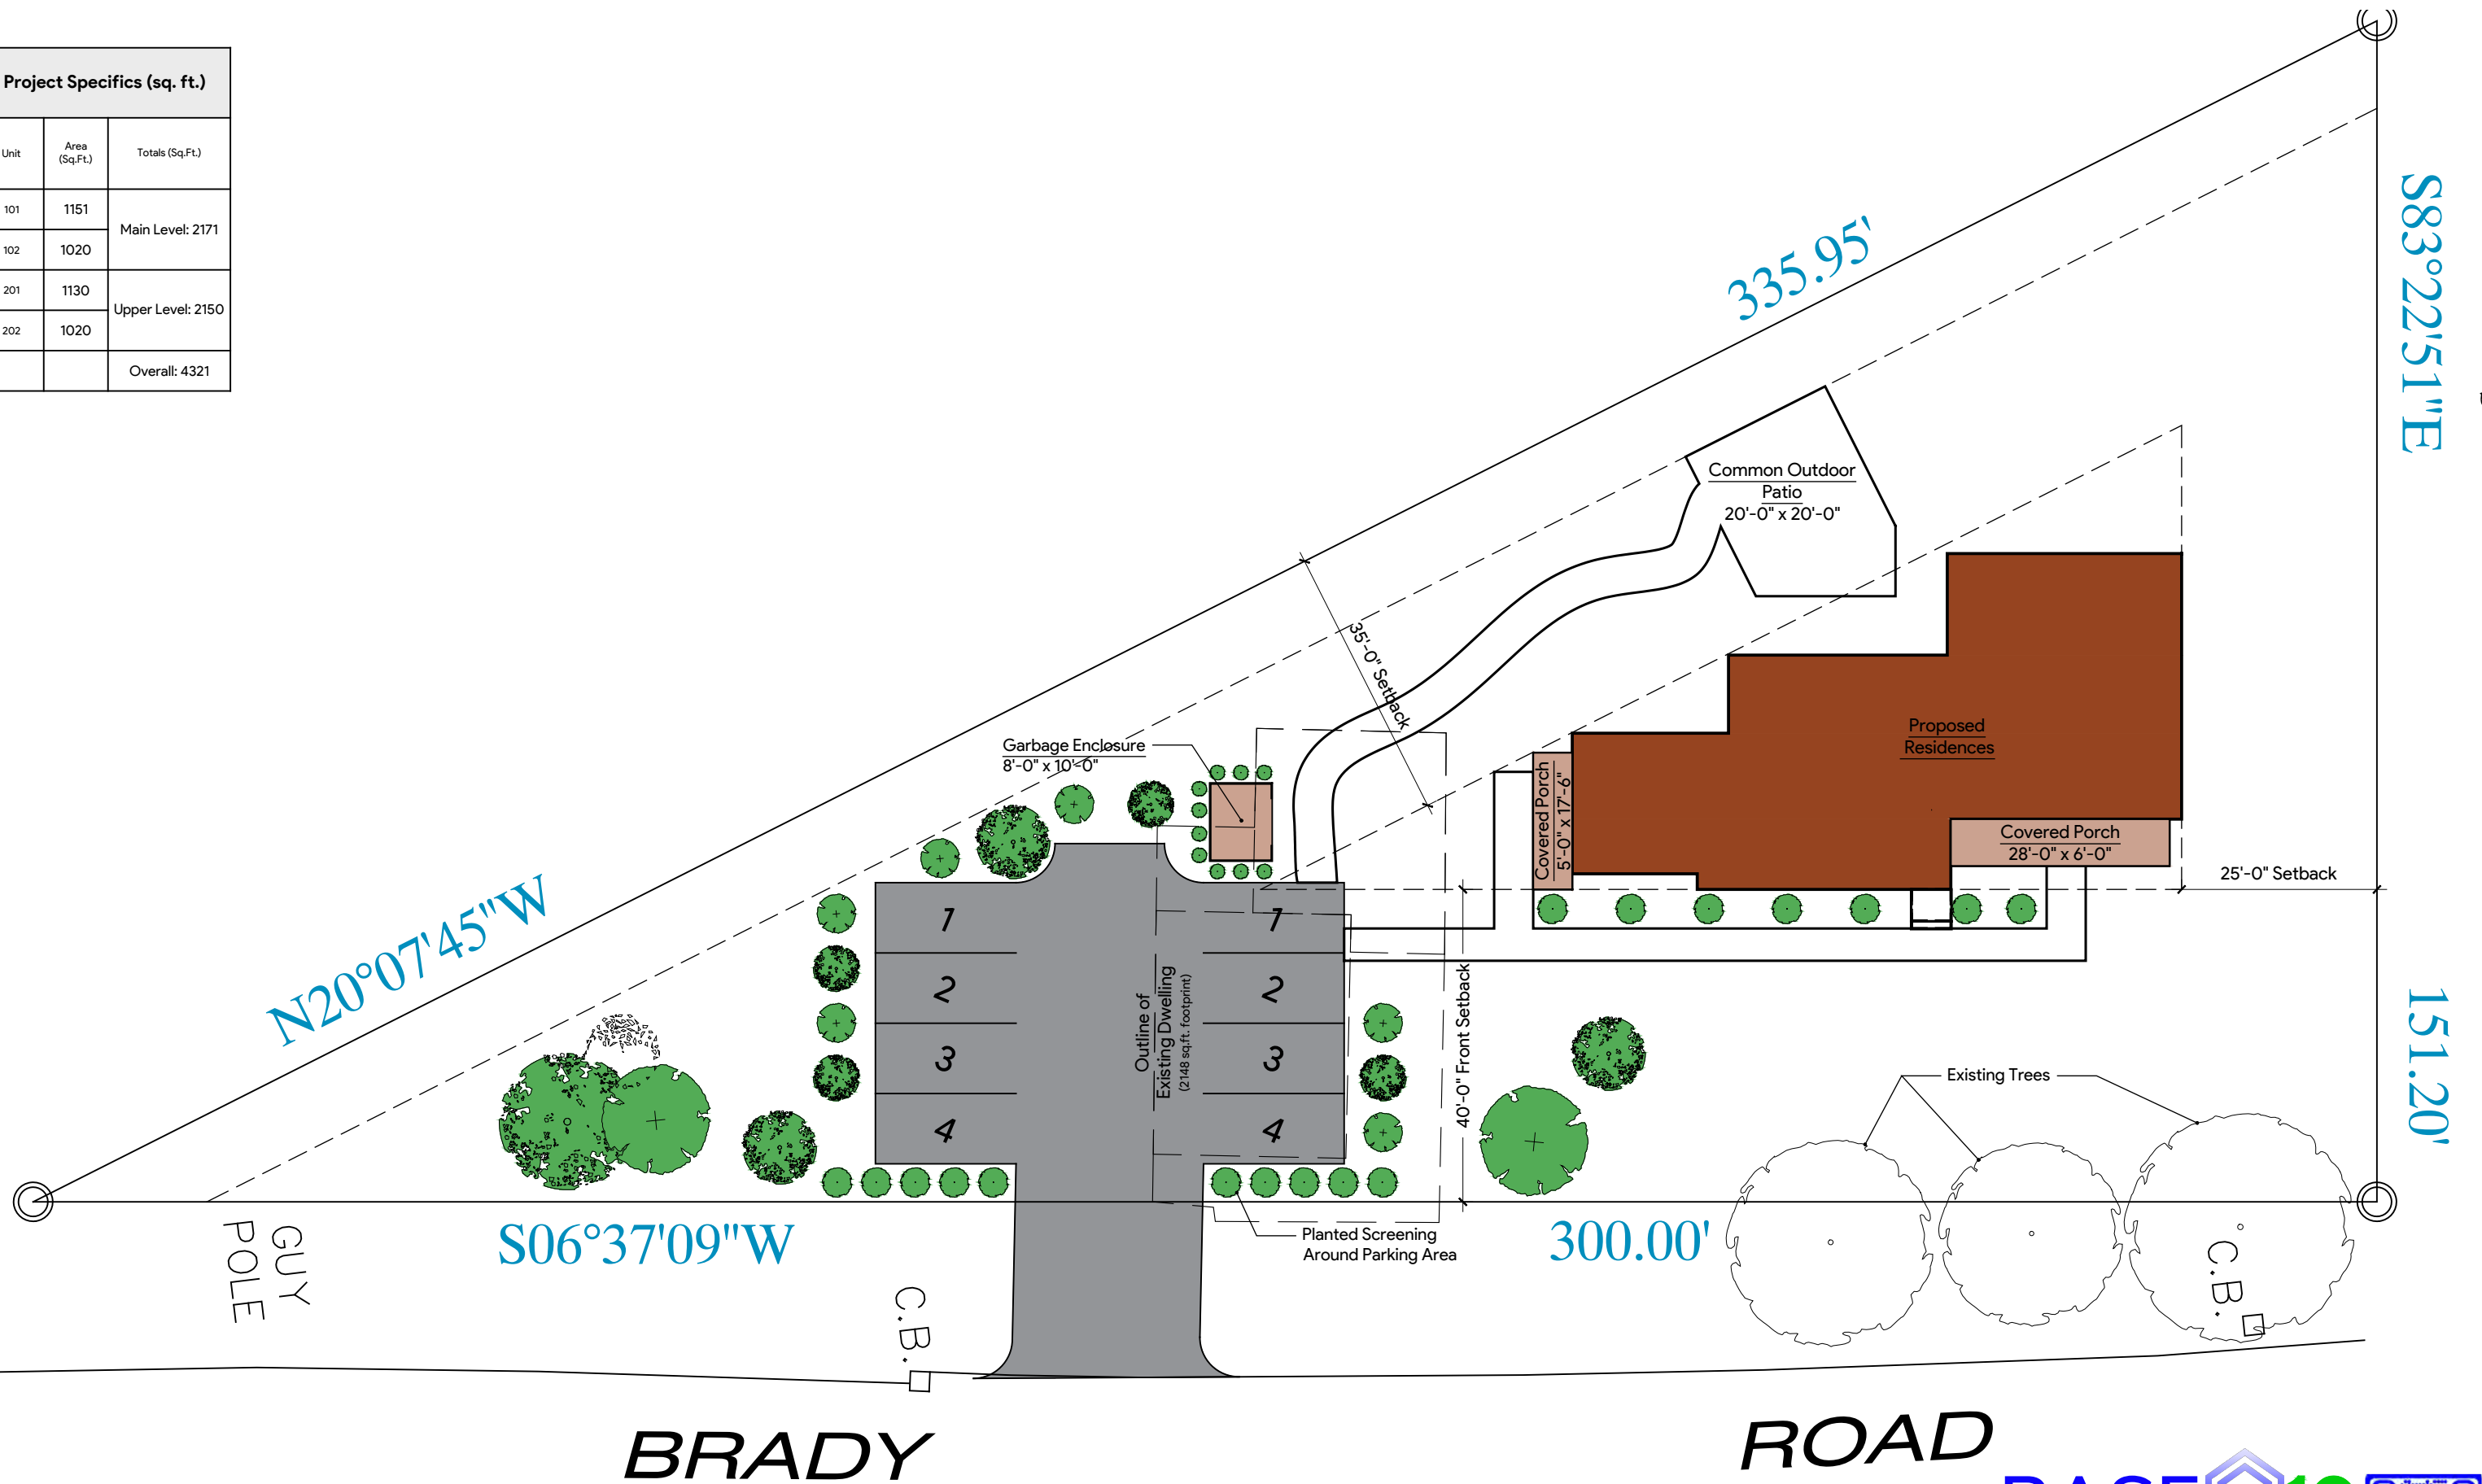 Project Specifics (sq. ft.)
Unit
Area
(Sq.Ft.)
Totals (Sq.Ft.)
101
1151
Main Level: 2171
102
1020
201
1130
Upper Level: 2150
202
1020
Overall: 4321
335.95'
S83°22'51"E
Common Outdoor
Patio
20'-0" x 20'-0"
35'-0" Setback
Garbage Enclosure
8'-0" x 10'-0"
Proposed
Residences
Covered Porch
5'-0" x 17'-6"
Covered Porch
28'-0" x 6'-0"
25'-0" Setback
N20°07'45"W
1
2
3
4
1
2
3
4
Outline of
Existing Dwelling
(2148 sq.ft. footprint)
40'-0" Front Setback
Existing Trees
151.20'
S06°37'09"W
300.00'
Planted Screening
Around Parking Area
GUY
POLE
C.B.
C.B.
BRADY
ROAD